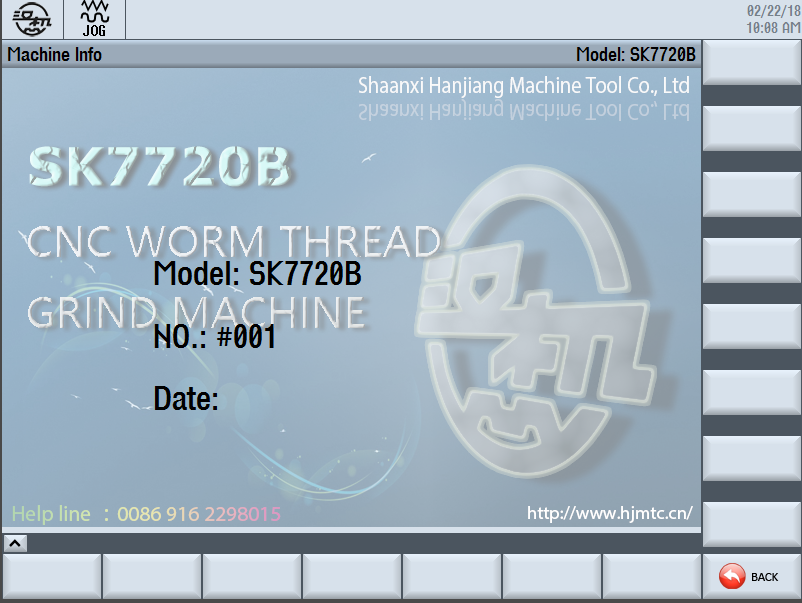 02/22/18
10:08 AM
JOG
Machine Info
Model: SK7720B
Shaanxi Hanjiang Machine Tool Co., Ltd
SK7720B
CNC WORM THREAD
Model: SK7720B
GRIND MACHINE
NO.: #001
Date:
Help line : 0086 916 2298015
http://www.hjmtc.cn/
BACK